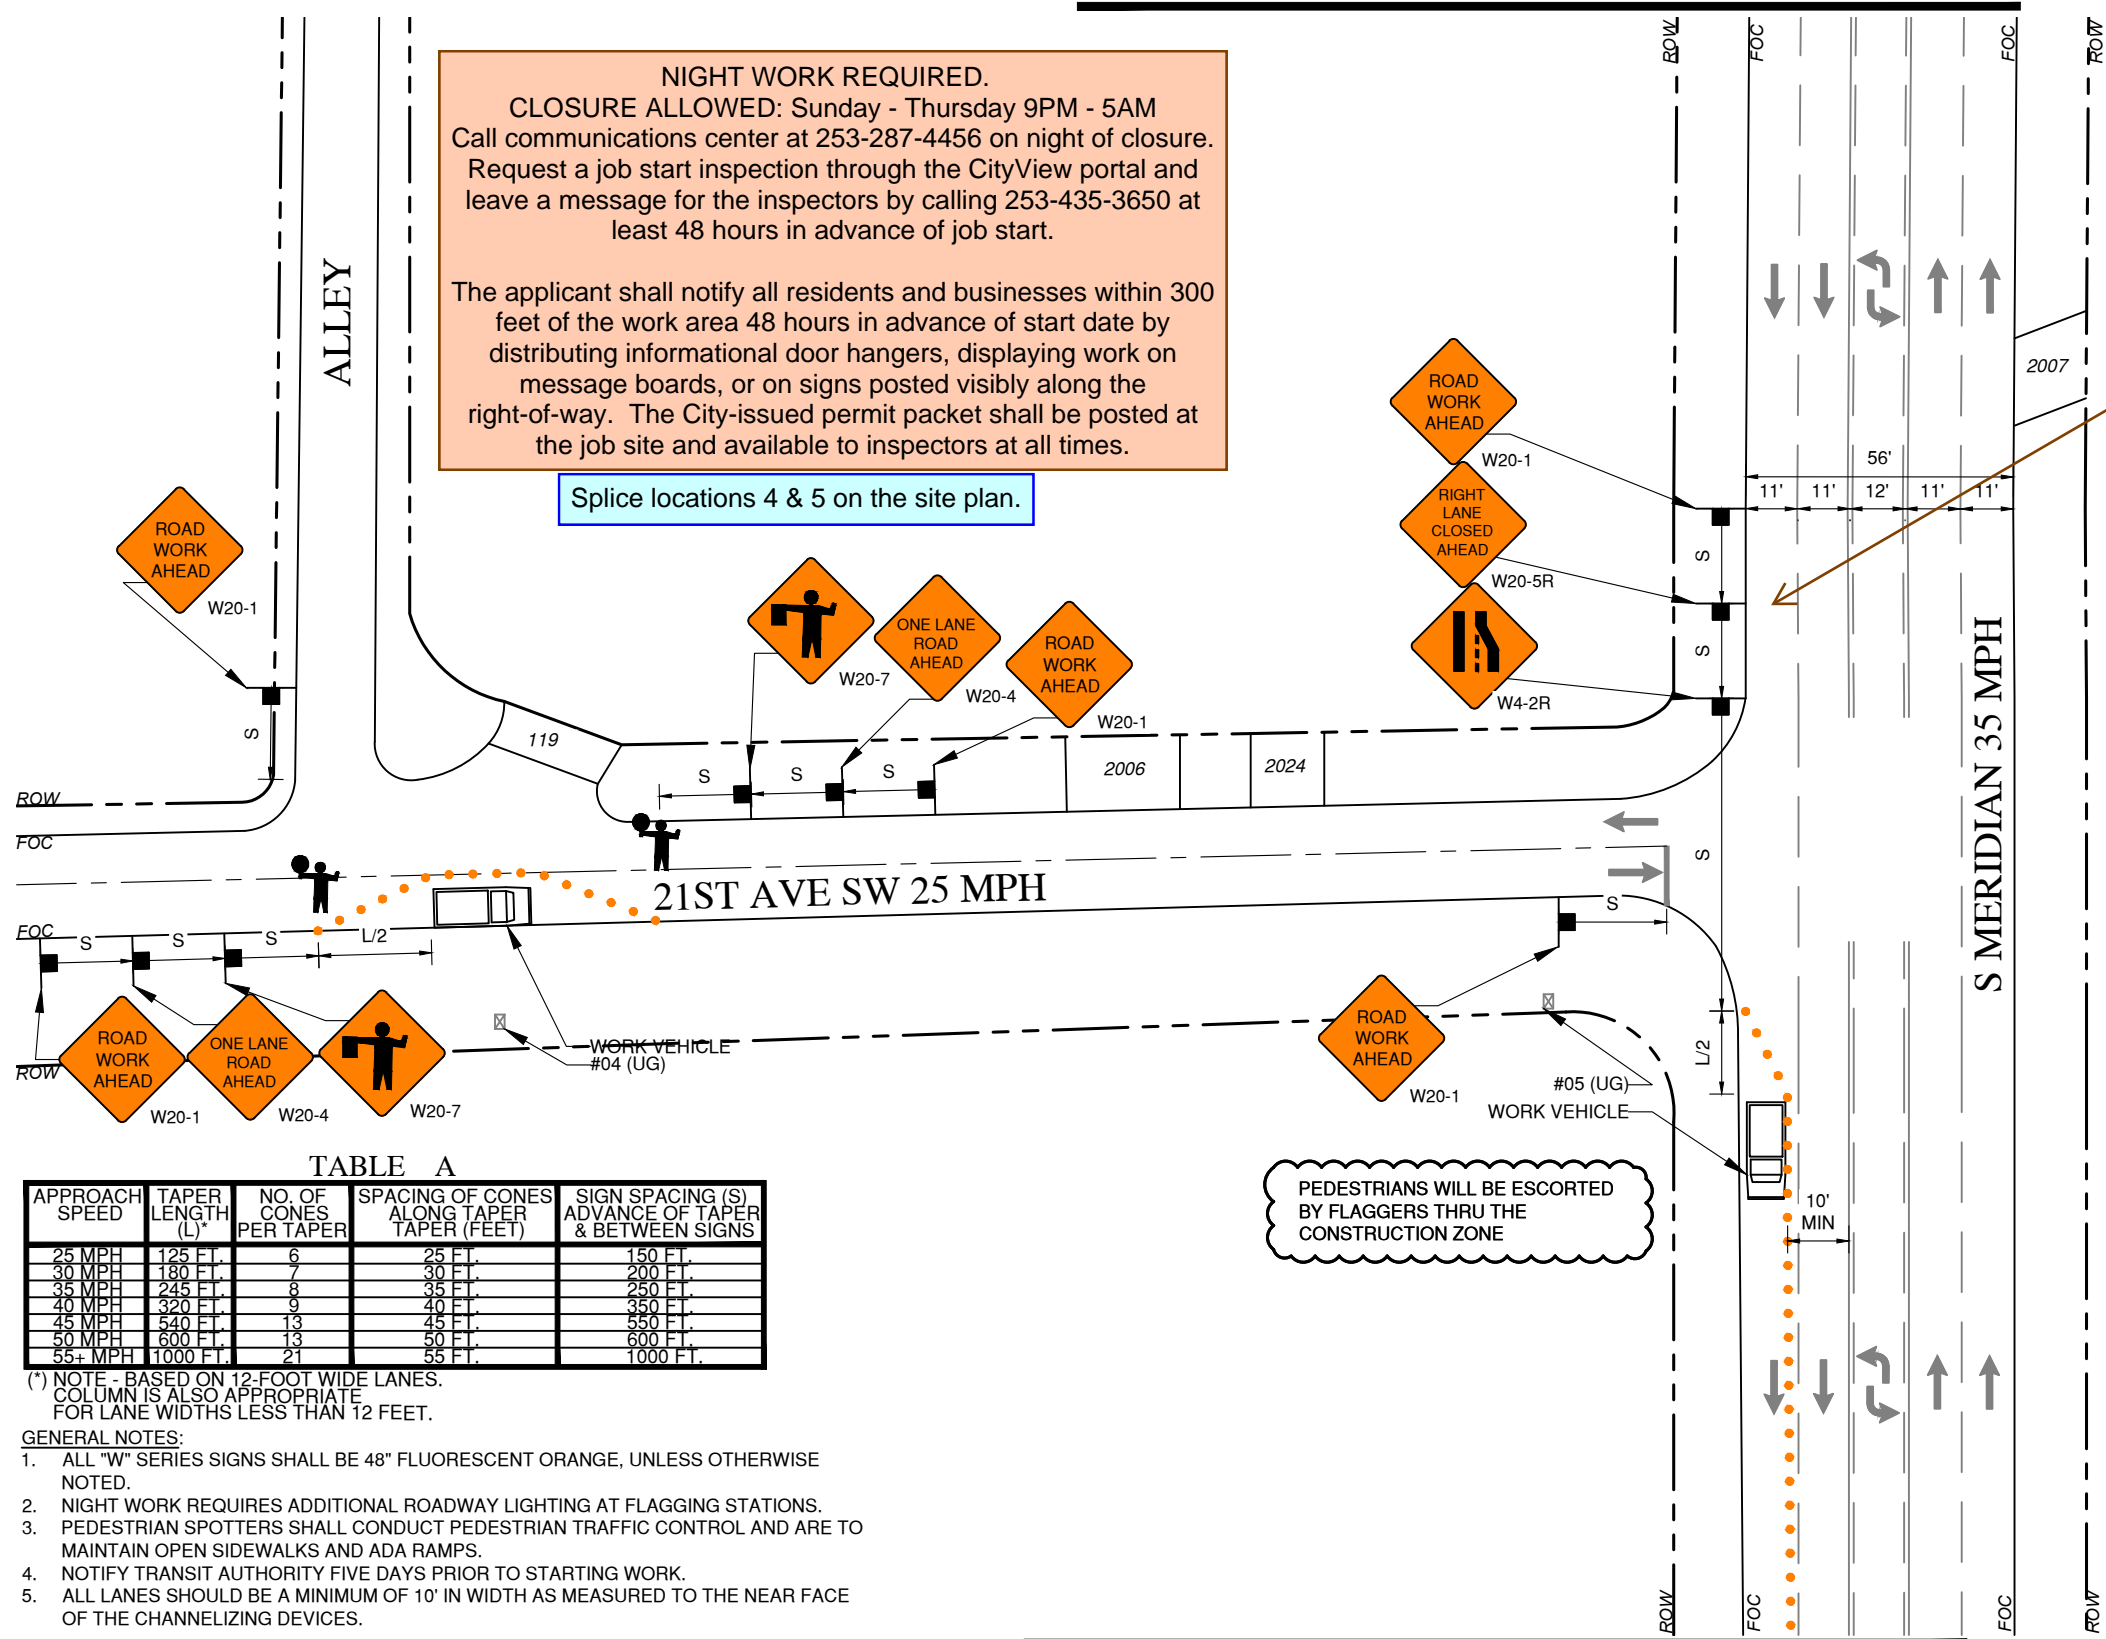 NIGHT WORK REQUIRED.
CLOSURE ALLOWED: Sunday - Thursday 9PM - 5AM
Call communications center at 253-287-4456 on night of closure.
Request a job start inspection through the CityView portal and
leave a message for the inspectors by calling 253-435-3650 at
least 48 hours in advance of job start.
The applicant shall notify all residents and businesses within 300
feet of the work area 48 hours in advance of start date by
distributing informational door hangers, displaying work on
message boards, or on signs posted visibly along the
right-of-way. The City-issued permit packet shall be posted at
the job site and available to inspectors at all times.
Splice locations 4 & 5 on the site plan.
ROW
FOC
FOC
ROW
ALLEY
2007
ROAD
WORK
AHEAD
W20-1
RIGHT
LANE
CLOSED
AHEAD
W20-5R
W4-2R
56'
11'
11'
12'
11'
11'
S
S
S
S MERIDIAN 35 MPH
ROAD
WORK
AHEAD
W20-1
S
W20-7
ONE LANE
ROAD
AHEAD
W20-4
ROAD
WORK
AHEAD
W20-1
119
S
S
S
2006
2024
ROW
FOC
21ST AVE SW 25 MPH
FOC
S
S
S
L/2
S
ROW
ROAD
WORK
AHEAD
W20-1
ONE LANE
ROAD
AHEAD
W20-4
W20-7
WORK VEHICLE
#04 (UG)
ROAD
WORK
AHEAD
W20-1
L/2
#05 (UG)
WORK VEHICLE
10'
MIN
PEDESTRIANS WILL BE ESCORTED
BY FLAGGERS THRU THE
CONSTRUCTION ZONE
TABLE A
APPROACH SPEED TAPER LENGTH (L)* NO. OF CONES PER TAPER SPACING OF CONES ALONG TAPER TAPER (FEET) SIGN SPACING (S) ADVANCE OF TAPER & BETWEEN SIGNS
25 MPH 125 FT. 6 25 FT. 150 FT.
30 MPH 180 FT. 7 30 FT. 200 FT.
35 MPH 245 FT. 8 35 FT. 250 FT.
40 MPH 320 FT. 9 40 FT. 350 FT.
45 MPH 540 FT. 13 45 FT. 550 FT.
50 MPH 600 FT. 13 50 FT. 600 FT.
55+ MPH 1000 FT. 21 55 FT. 1000 FT.
(*) NOTE - BASED ON 12-FOOT WIDE LANES.
COLUMN IS ALSO APPROPRIATE
FOR LANE WIDTHS LESS THAN 12 FEET.
GENERAL NOTES:
1. ALL "W" SERIES SIGNS SHALL BE 48" FLUORESCENT ORANGE, UNLESS OTHERWISE
NOTED.
2. NIGHT WORK REQUIRES ADDITIONAL ROADWAY LIGHTING AT FLAGGING STATIONS.
3. PEDESTRIAN SPOTTERS SHALL CONDUCT PEDESTRIAN TRAFFIC CONTROL AND ARE TO
MAINTAIN OPEN SIDEWALKS AND ADA RAMPS.
4. NOTIFY TRANSIT AUTHORITY FIVE DAYS PRIOR TO STARTING WORK.
5. ALL LANES SHOULD BE A MINIMUM OF 10' IN WIDTH AS MEASURED TO THE NEAR FACE
OF THE CHANNELIZING DEVICES.
ROW
FOC
FOC
ROW